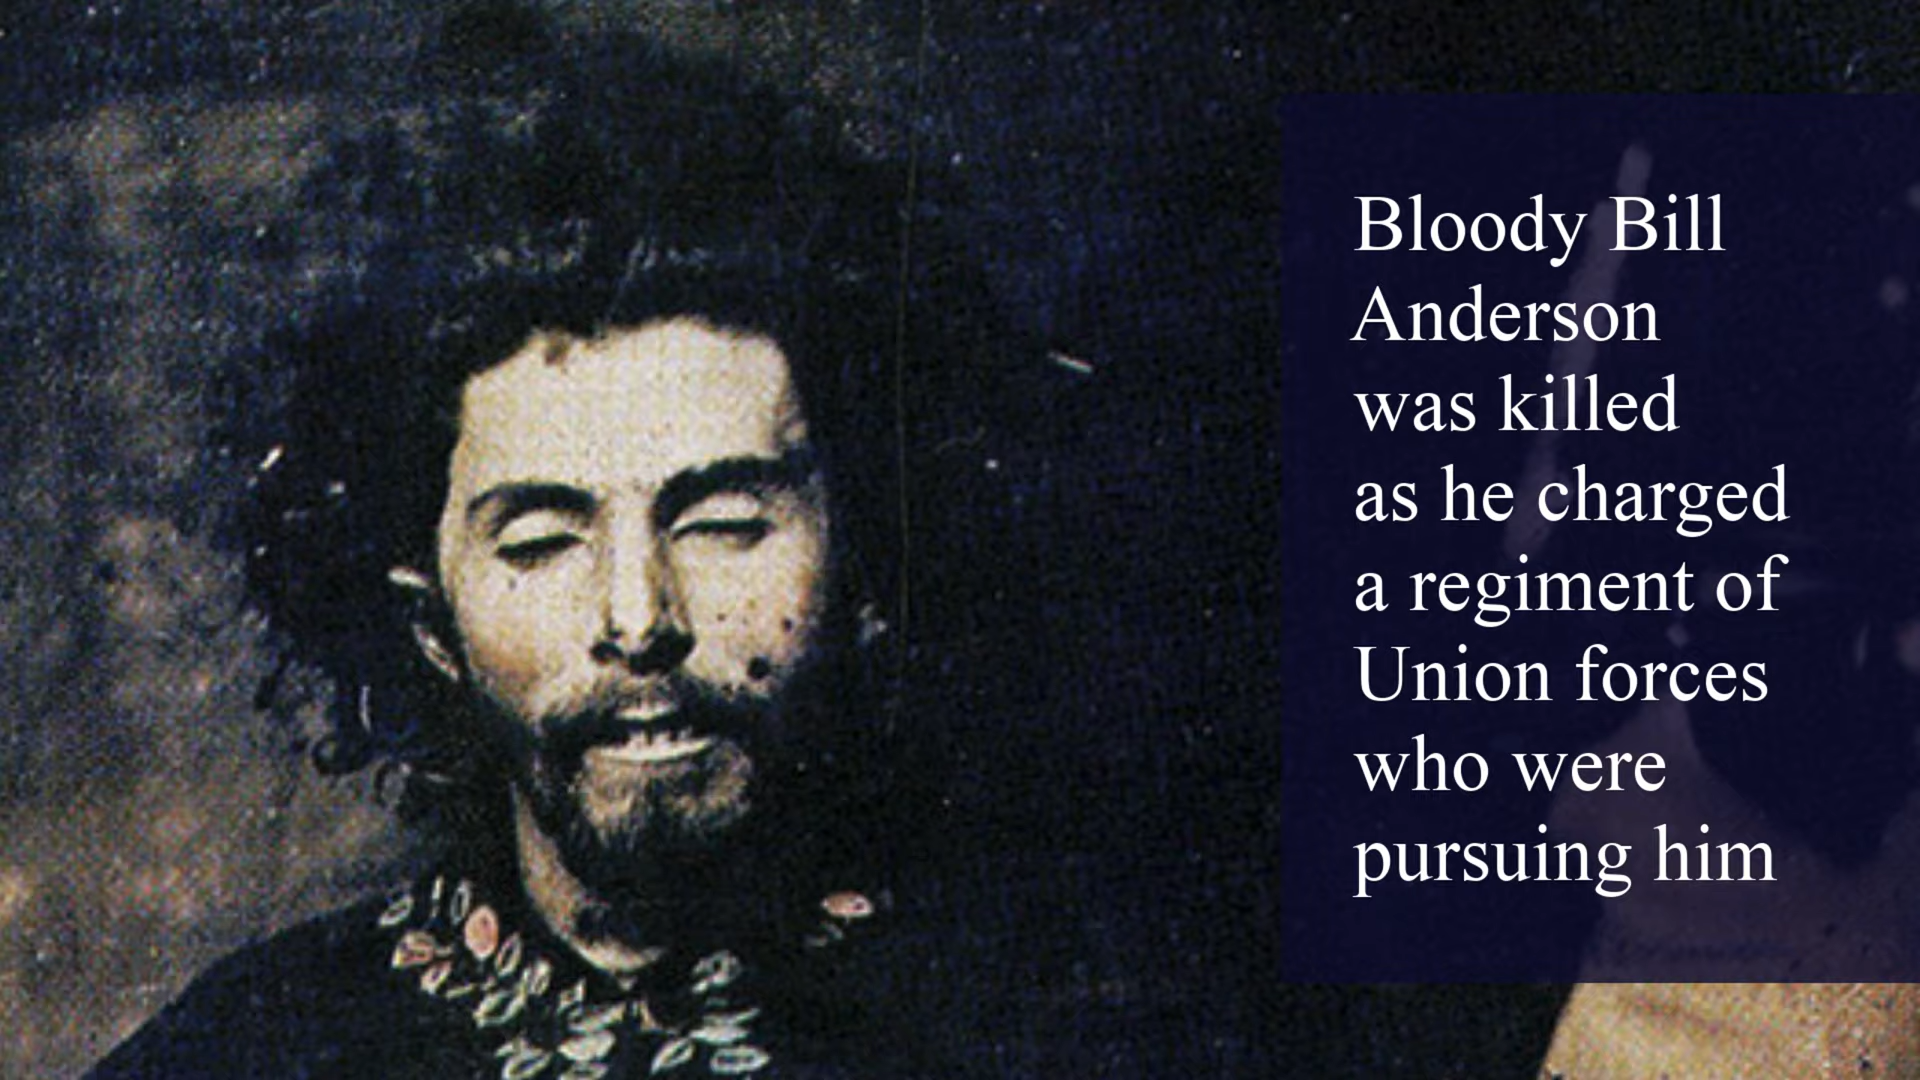 Bloody Bill
Anderson
was killed
as he charged
a regiment of
Union forces
who were
pursuing him